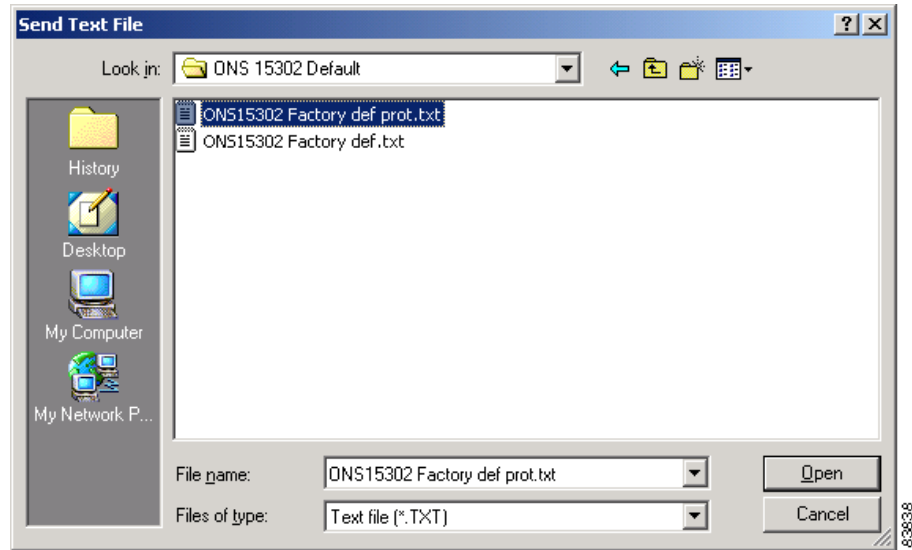 Send Text File
Look in: ONS 15302 Default
ONS15302 Factory def prot.txt
ONS15302 Factory def.txt
History
Desktop
My Computer
My Network P...
File name: ONS15302 Factory def prot.txt Open
Files of type: Text file (*.TXT) Cancel
83838